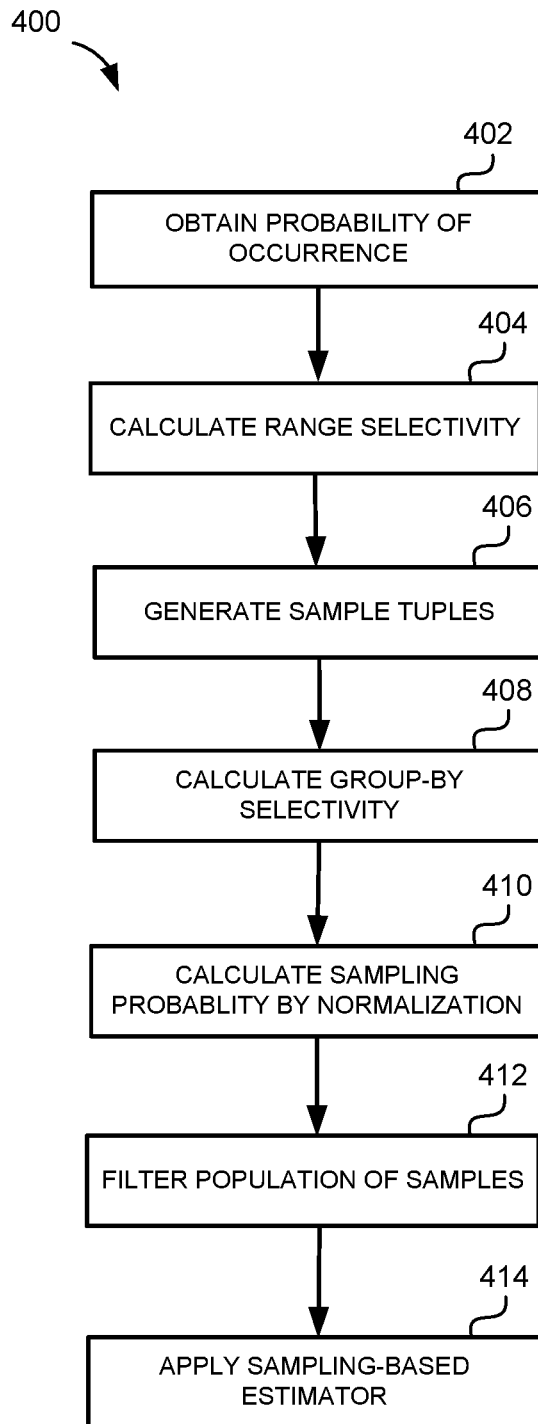 400
402
OBTAIN PROBABILITY OF
OCCURRENCE
404
CALCULATE RANGE SELECTIVITY
406
GENERATE SAMPLE TUPLES
408
CALCULATE GROUP-BY
SELECTIVITY
410
CALCULATE SAMPLING
PROBABLITY BY NORMALIZATION
412
FILTER POPULATION OF SAMPLES
414
APPLY SAMPLING-BASED
ESTIMATOR